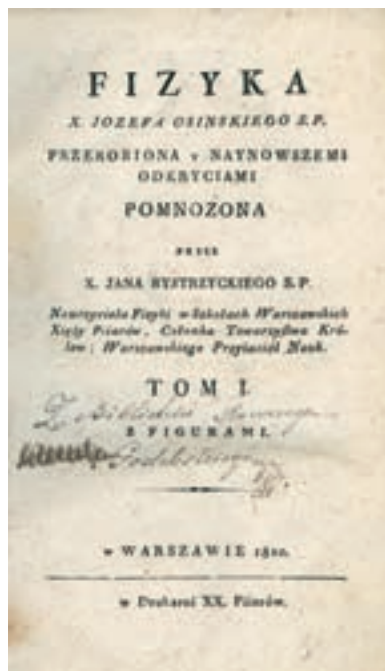 FIZYKA
X. JOZEFA OSINSKIEGO S.P.
PRZEROBIONA y NAYNOWSZEMI
ODKRYCIAMI
POMNOZONA
PRZEZ
X. JANA BYSTRZYCKIEGO S.P.
Nauczyciela Fizyki w Szkołach Warszawskich
Xięży Piiarów, Członka Towarzystwa Kró-
lew: Warszawskiego Przyiaciół Nauk.
TOM I.
Z
Z FIGURAMI.
w WARSZAWIE 1810.
w Drukarni XX. Piiarów.